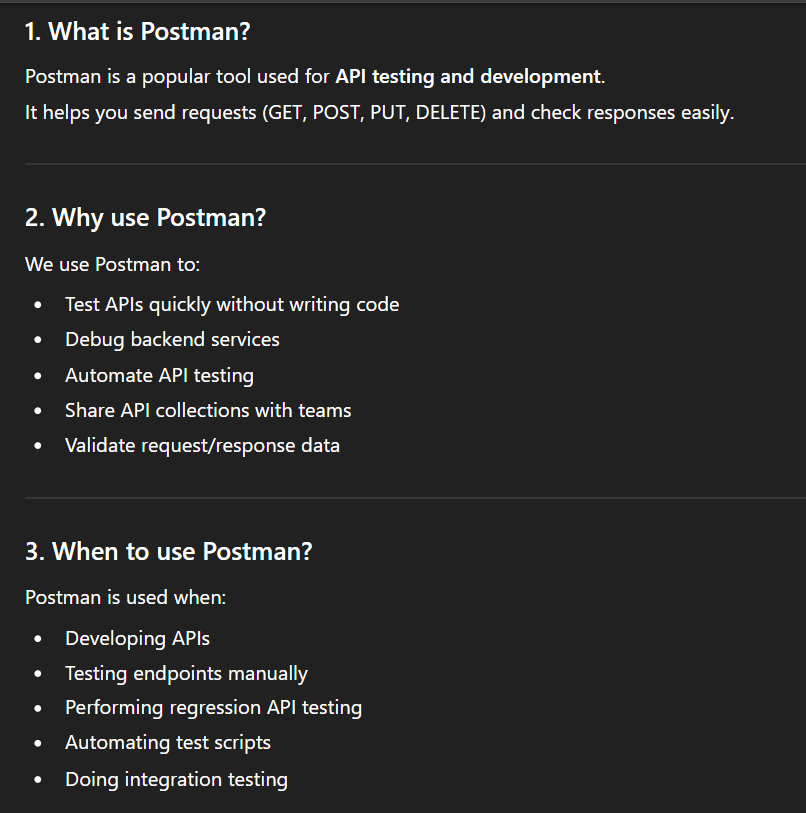 1. What is Postman?
Postman is a popular tool used for API testing and development.
It helps you send requests (GET, POST, PUT, DELETE) and check responses easily.
2. Why use Postman?
We use Postman to:
• Test APIs quickly without writing code
• Debug backend services
• Automate API testing
• Share API collections with teams
• Validate request/response data
3. When to use Postman?
Postman is used when:
• Developing APIs
• Testing endpoints manually
• Performing regression API testing
• Automating test scripts
• Doing integration testing